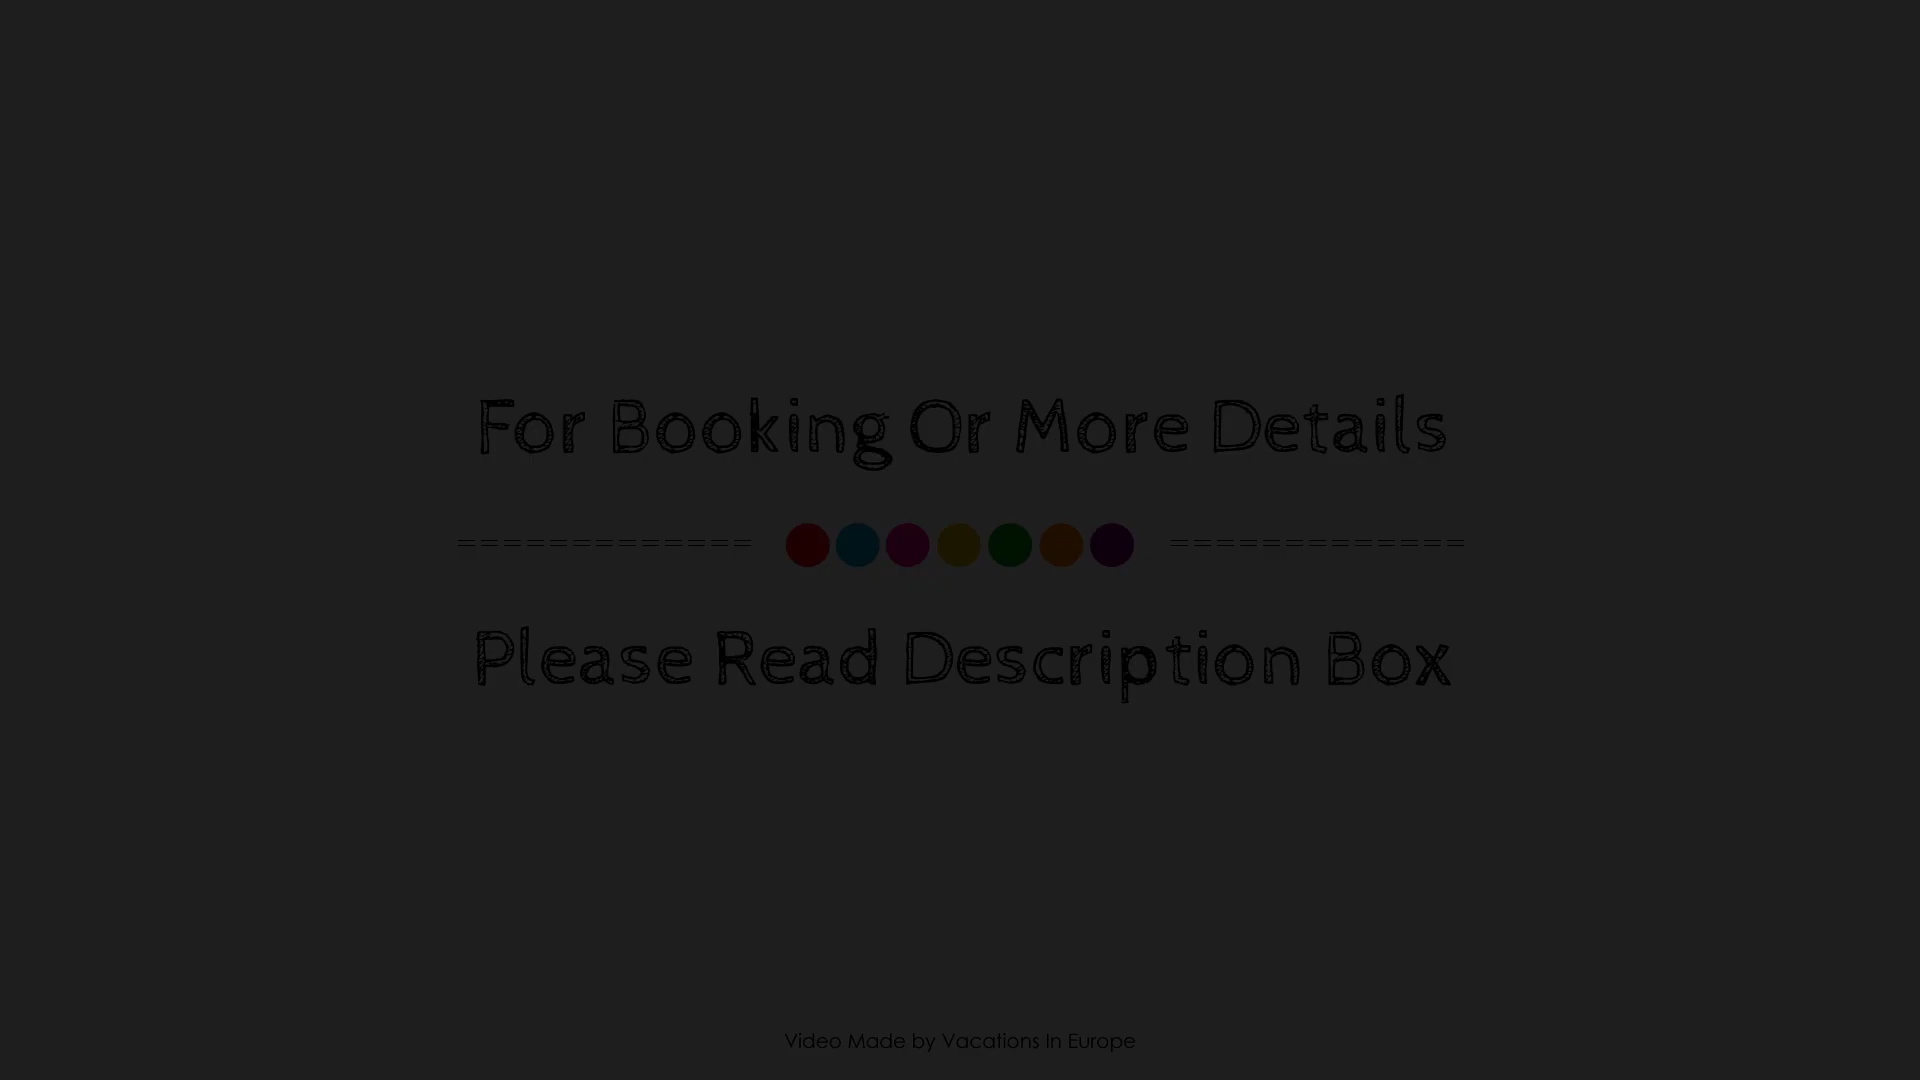 For Booking Or More Details
============= =============
Please Read Description Box
Video Made by Vacations In Europe